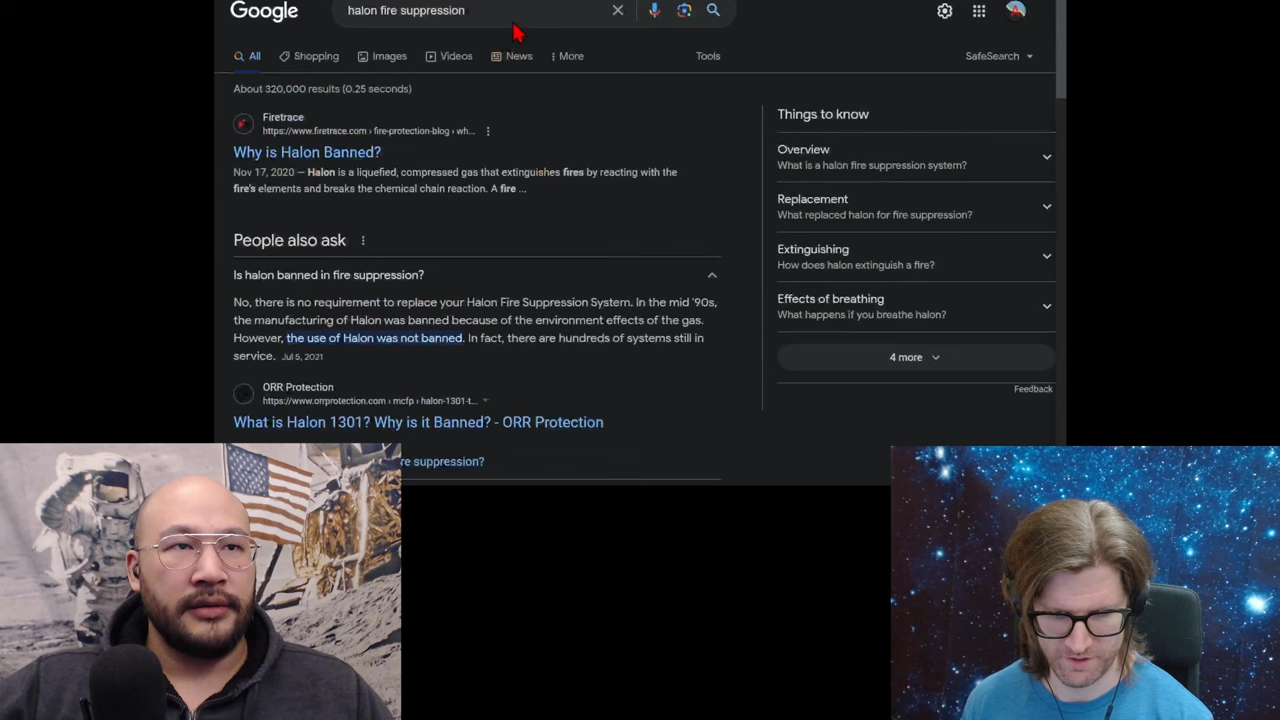 Google
halon fire suppression
All
Shopping
Images
Videos
News
More
Tools
SafeSearch
About 320,000 results (0.25 seconds)
Firetrace
https://www.firetrace.com › fire-protection-blog › wh...
Why is Halon Banned?
Nov 17, 2020 — Halon is a liquefied, compressed gas that extinguishes fires by reacting with the
fire's elements and breaks the chemical chain reaction. A fire ...
People also ask
Is halon banned in fire suppression?
No, there is no requirement to replace your Halon Fire Suppression System. In the mid '90s,
the manufacturing of Halon was banned because of the environment effects of the gas.
However, the use of Halon was not banned. In fact, there are hundreds of systems still in
service. Jul 5, 2021
ORR Protection
https://www.orrprotection.com › mcfp › halon-1301-t...
What is Halon 1301? Why is it Banned? - ORR Protection
re suppression?
Things to know
Overview
What is a halon fire suppression system?
Replacement
What replaced halon for fire suppression?
Extinguishing
How does halon extinguish a fire?
Effects of breathing
What happens if you breathe halon?
4 more
Feedback